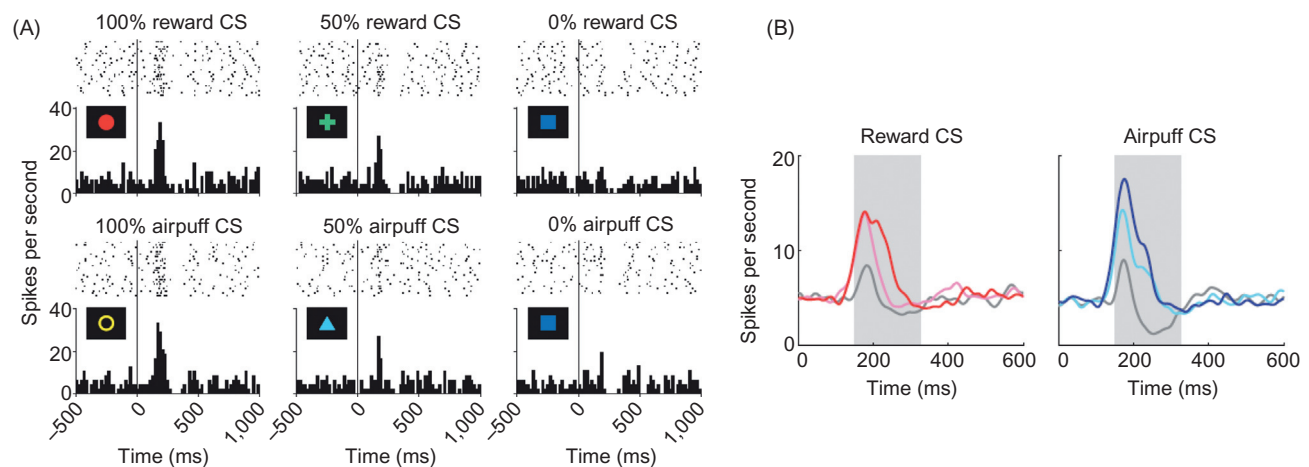 (A)
100% reward CS
50% reward CS
0% reward CS
40
20
0
100% airpuff CS
50% airpuff CS
0% airpuff CS
40
20
0
Spikes per second
–500
0
500
1,000
–500
0
500
1,000
–500
0
500
1,000
Time (ms)
Time (ms)
Time (ms)
(B)
Reward CS
Airpuff CS
20
10
0
Spikes per second
0
200
400
600
0
200
400
600
Time (ms)
Time (ms)